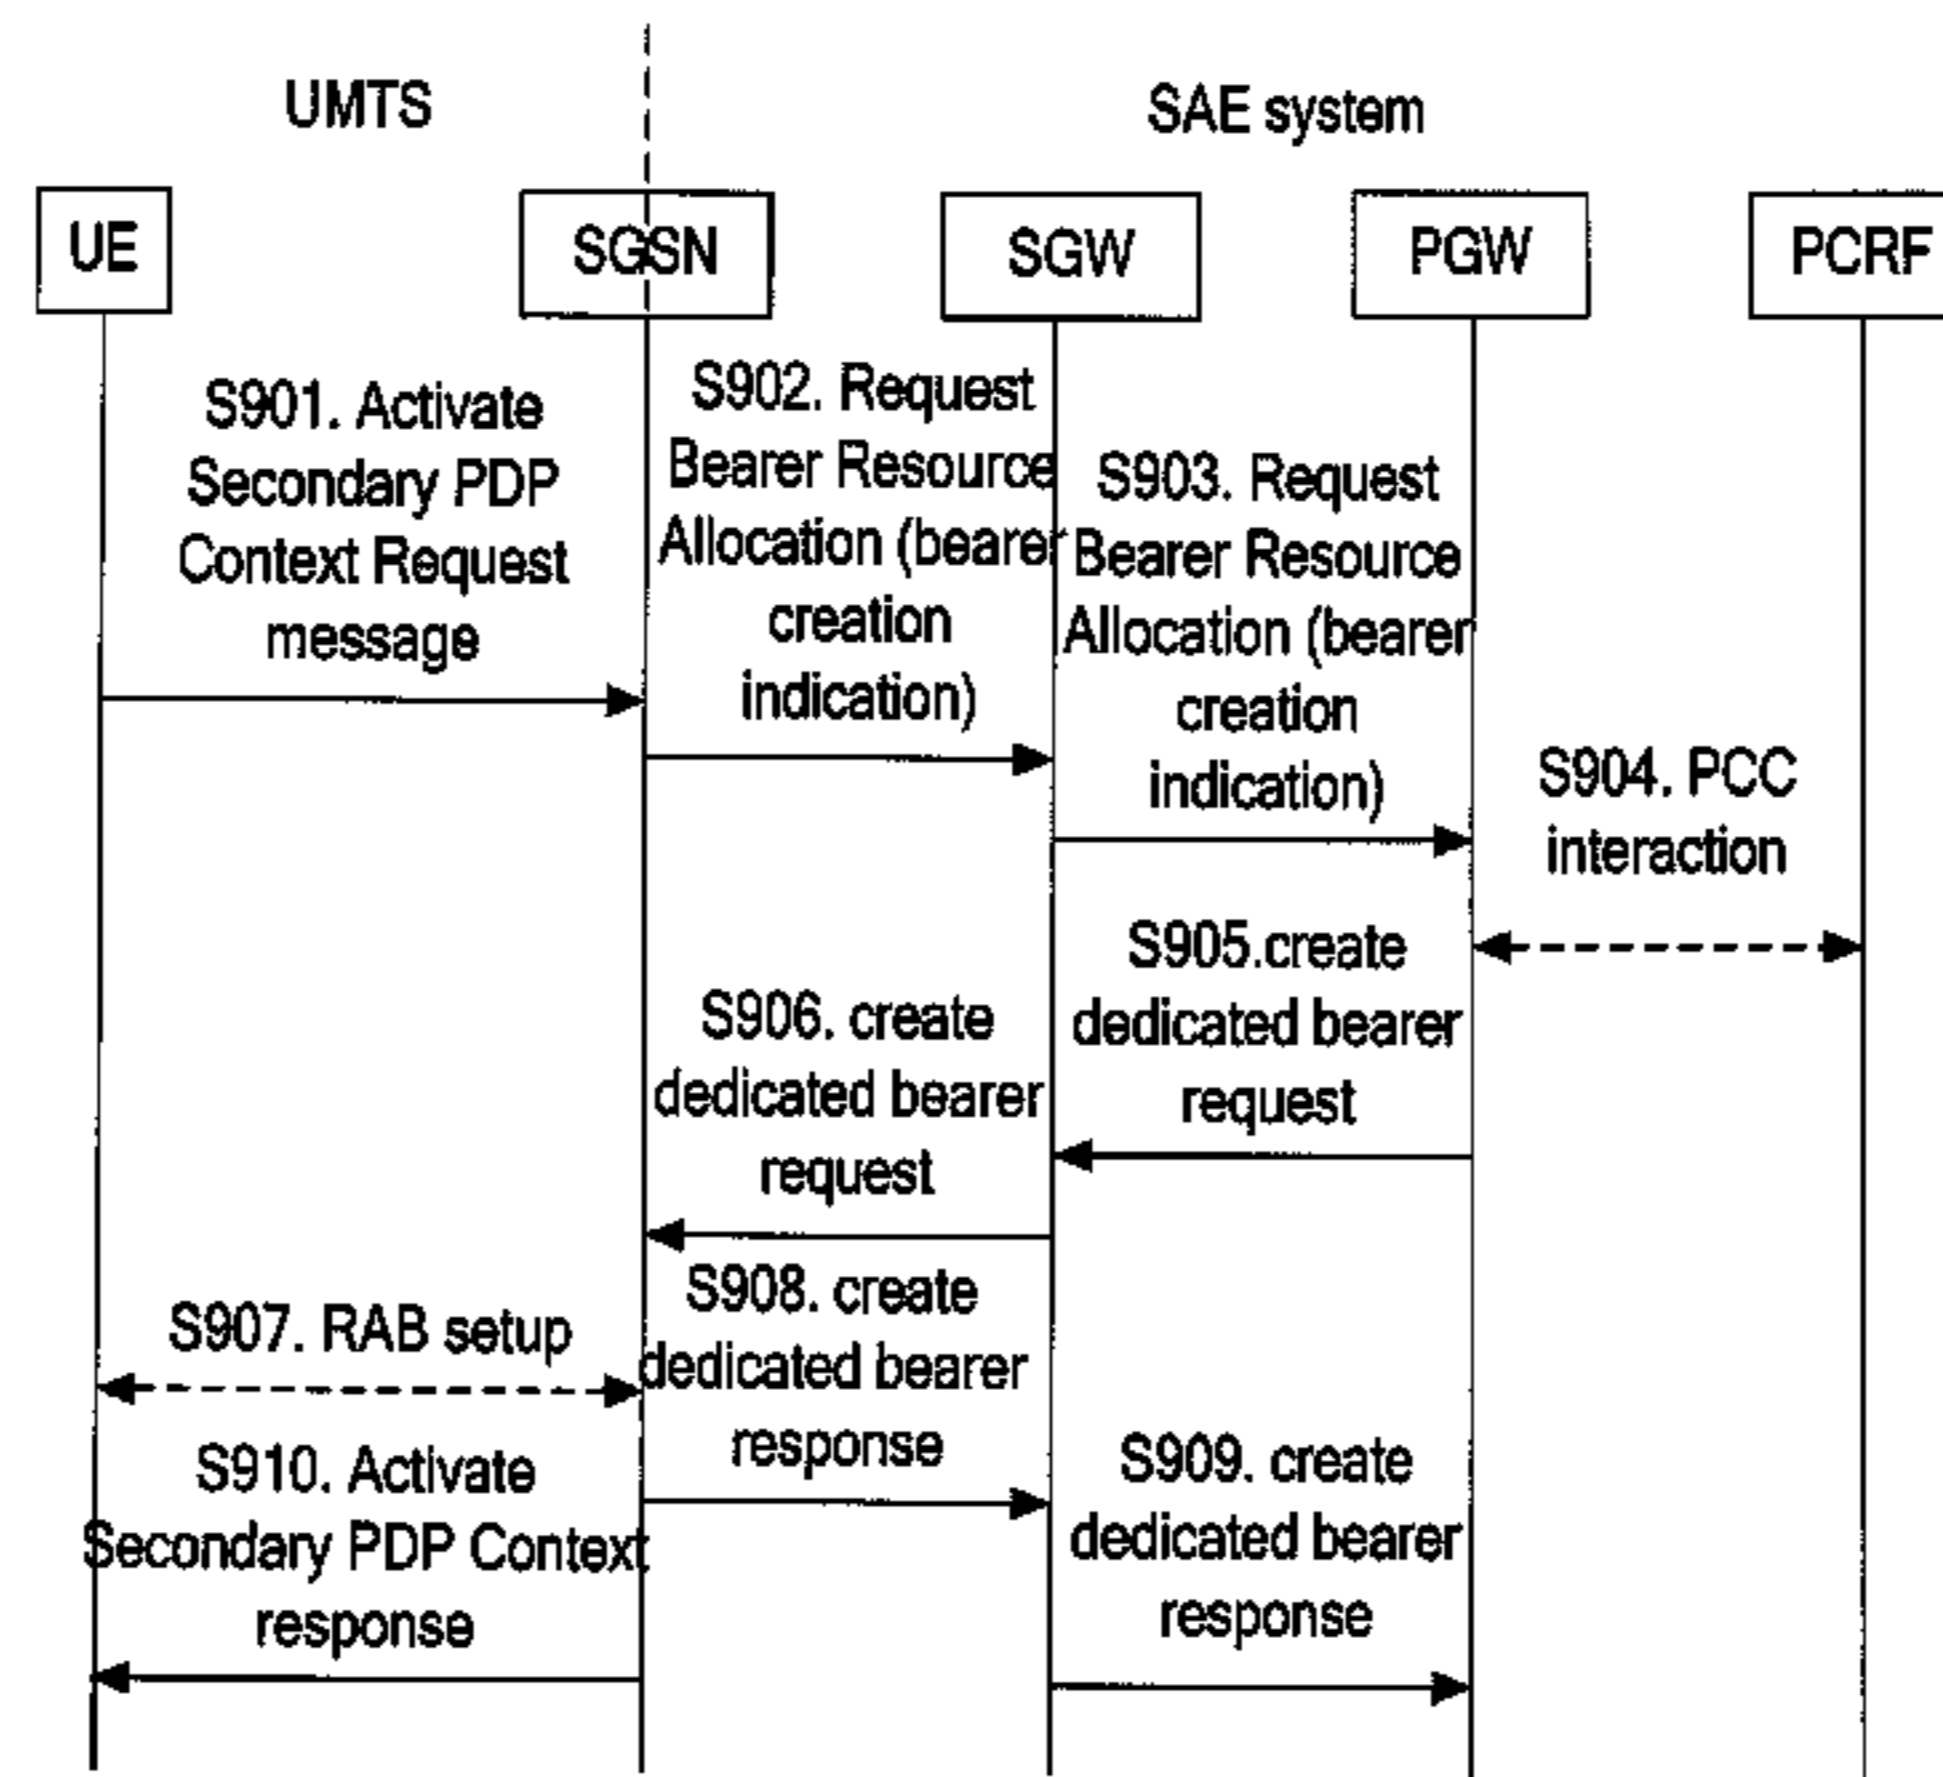 UMTS
SAE system
UE
SGSN
SGW
PGW
PCRF
S901. Activate
Secondary PDP
Context Request
message
S902. Request
Bearer Resource
Allocation (bearer
creation
indication)
S903. Request
Bearer Resource
Allocation (bearer
creation
indication)
S904. PCC
interaction
S905.create
dedicated bearer
request
S906. create
dedicated bearer
request
S907. RAB setup
S908. create
dedicated bearer
response
S909. create
dedicated bearer
response
S910. Activate
Secondary PDP Context
response